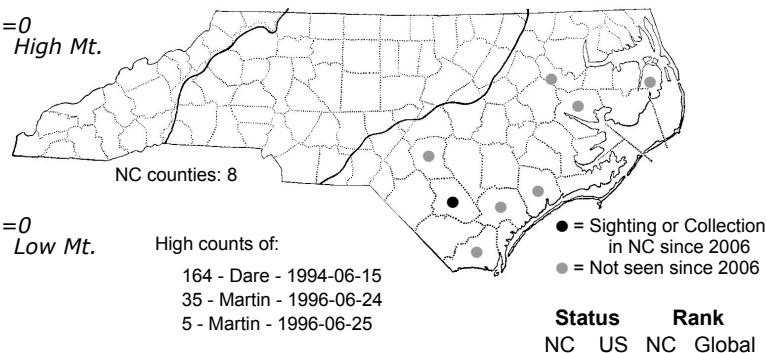 =0
High Mt.
NC counties: 8
=0
Low Mt.
High counts of:
164 - Dare - 1994-06-15
35 - Martin - 1996-06-24
5 - Martin - 1996-06-25
● = Sighting or Collection
in NC since 2006
● = Not seen since 2006
Status Rank
NC US NC Global